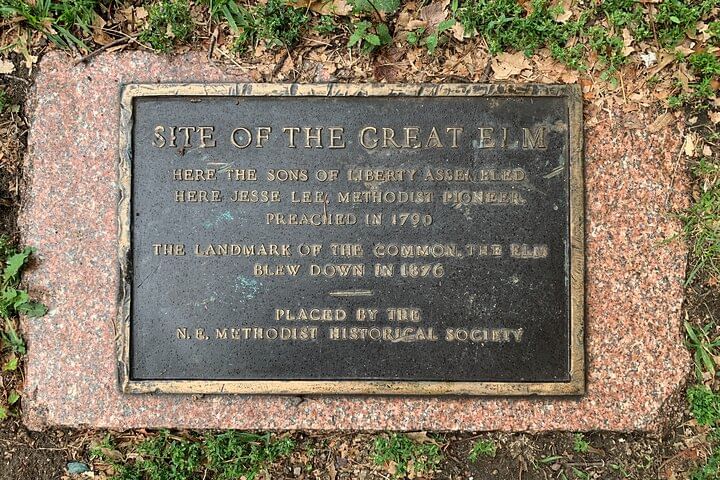 SITE OF THE GREAT ELM
HERE THE SONS OF LIBERTY ASSEMBLED
HERE JESSE LEE, METHODIST PIONEER,
PREACHED IN 1790
THE LANDMARK OF THE COMMON, THE ELM
BLEW DOWN IN 1876
PLACED BY THE
N. E. METHODIST HISTORICAL SOCIETY